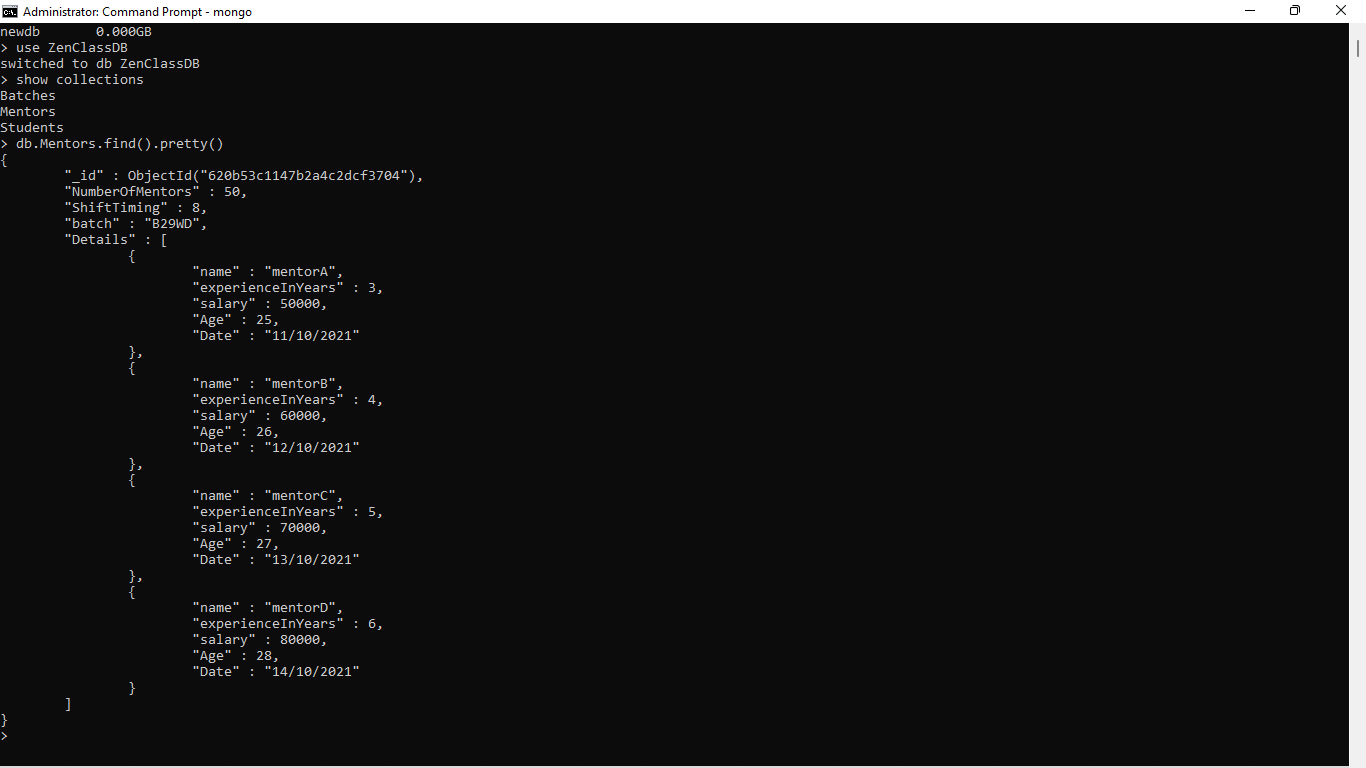 Administrator: Command Prompt - mongo
newdb 0.000GB
> use ZenClassDB
switched to db ZenClassDB
> show collections
Batches
Mentors
Students
> db.Mentors.find().pretty()
{
"_id" : ObjectId("620b53c1147b2a4c2dcf3704"),
"NumberOfMentors" : 50,
"ShiftTiming" : 8,
"batch" : "B29WD",
"Details" : [
{
"name" : "mentorA",
"experienceInYears" : 3,
"salary" : 50000,
"Age" : 25,
"Date" : "11/10/2021"
},
{
"name" : "mentorB",
"experienceInYears" : 4,
"salary" : 60000,
"Age" : 26,
"Date" : "12/10/2021"
},
{
"name" : "mentorC",
"experienceInYears" : 5,
"salary" : 70000,
"Age" : 27,
"Date" : "13/10/2021"
},
{
"name" : "mentorD",
"experienceInYears" : 6,
"salary" : 80000,
"Age" : 28,
"Date" : "14/10/2021"
}
]
}
>